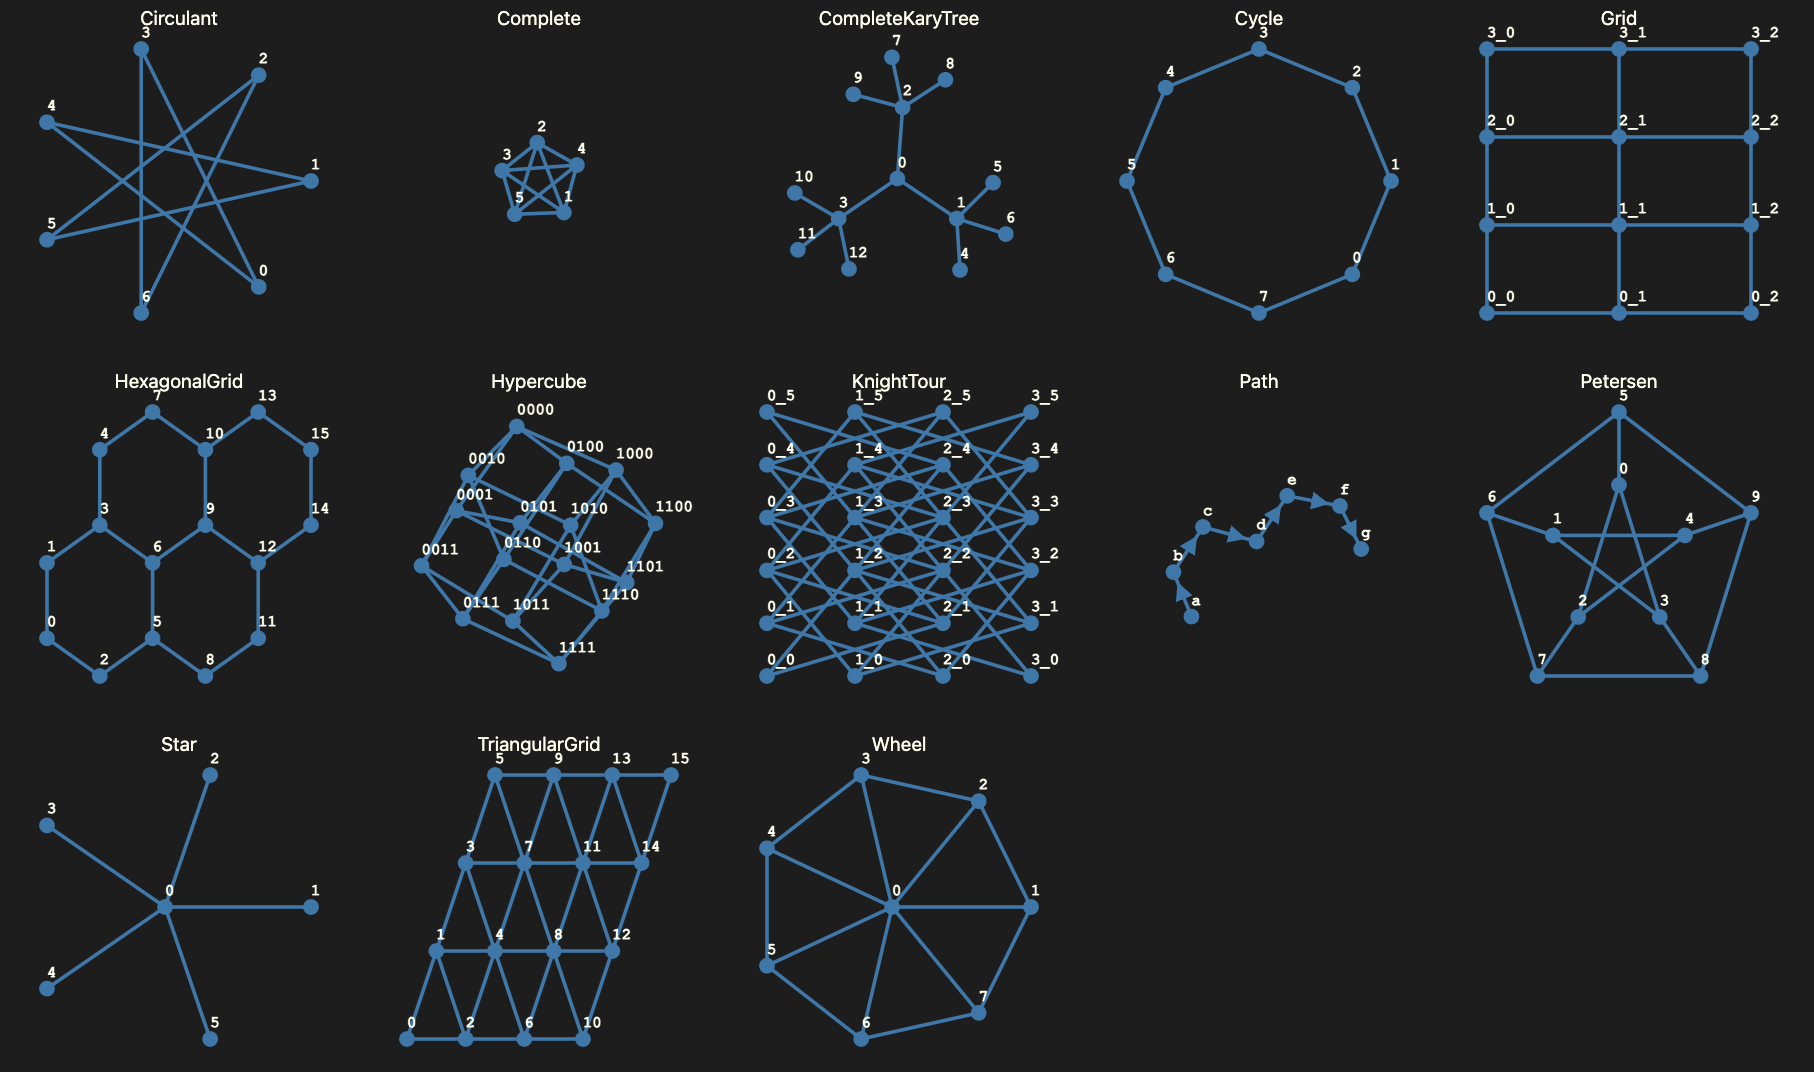 Circulant
3
2
4
1
5
0
6
Complete
2
3
4
5
1
CompleteKaryTree
7
8
9
2
0
5
10
3
1
6
11
12
4
Cycle
3
4
2
5
1
6
0
7
Grid
3_0 3_1 3_2
2_0 2_1 2_2
1_0 1_1 1_2
0_0 0_1 0_2
HexagonalGrid
7 13
4 10 15
3 9 14
1 6 12
0 5 11
2 8
Hypercube
0000
0100
1000
0010
0001
0101
1010
1100
0011
0110
1001
1101
0111
1011
1110
1111
KnightTour
0_5 1_5 2_5 3_5
0_4 1_4 2_4 3_4
0_3 1_3 2_3 3_3
0_2 1_2 2_2 3_2
0_1 1_1 2_1 3_1
0_0 1_0 2_0 3_0
Path
e
f
c
d
g
b
a
Petersen
5
0
6
9
1
4
2
3
7
8
Star
2
3
0
1
4
5
TriangularGrid
5 9 13 15
3 7 11 14
1 4 8 12
0 2 6 10
Wheel
3
2
4
0
1
5
7
6